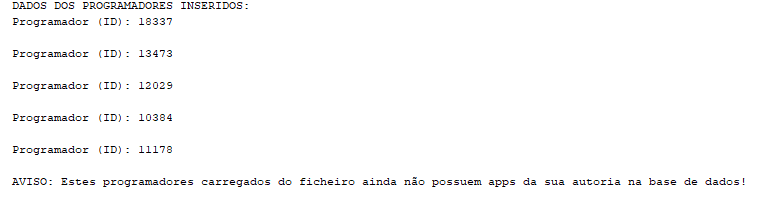 DADOS DOS PROGRAMADORES INSERIDOS:
Programador (ID): 18337
Programador (ID): 13473
Programador (ID): 12029
Programador (ID): 10384
Programador (ID): 11178
AVISO: Estes programadores carregados do ficheiro ainda não possuem apps da sua autoria na base de dados!